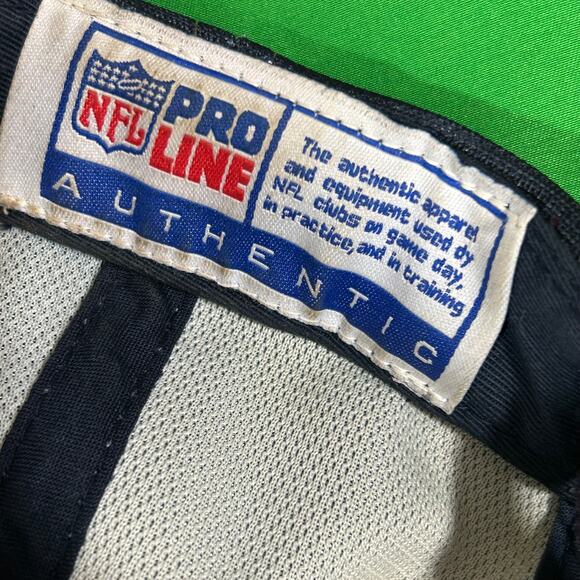 NFL
PRO
LINE
The authentic apparel
and equipment used by
NFL clubs on game day,
in practice, and in training
AUTHENTIC